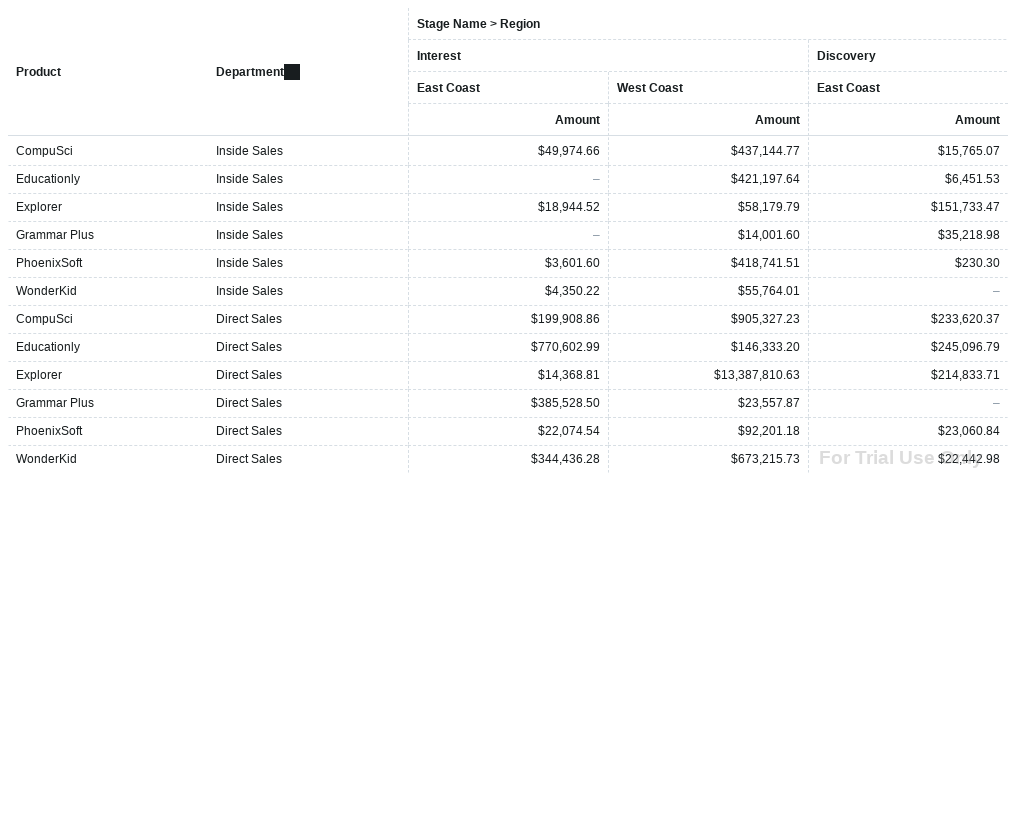 Stage Name > Region
Product Department Interest Discovery
East Coast West Coast East Coast
Amount Amount Amount
CompuSci Inside Sales $49,974.66 $437,144.77 $15,765.07
Educationly Inside Sales – $421,197.64 $6,451.53
Explorer Inside Sales $18,944.52 $58,179.79 $151,733.47
Grammar Plus Inside Sales – $14,001.60 $35,218.98
PhoenixSoft Inside Sales $3,601.60 $418,741.51 $230.30
WonderKid Inside Sales $4,350.22 $55,764.01 –
CompuSci Direct Sales $199,908.86 $905,327.23 $233,620.37
Educationly Direct Sales $770,602.99 $146,333.20 $245,096.79
Explorer Direct Sales $14,368.81 $13,387,810.63 $214,833.71
Grammar Plus Direct Sales $385,528.50 $23,557.87 –
PhoenixSoft Direct Sales $22,074.54 $92,201.18 $23,060.84
WonderKid Direct Sales $344,436.28 $673,215.73 $22,442.98
For Trial Use Only